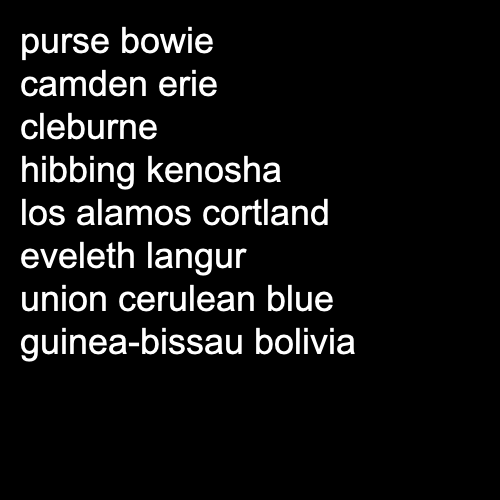 purse bowie
camden erie
cleburne
hibbing kenosha
los alamos cortland
eveleth langur
union cerulean blue
guinea-bissau bolivia